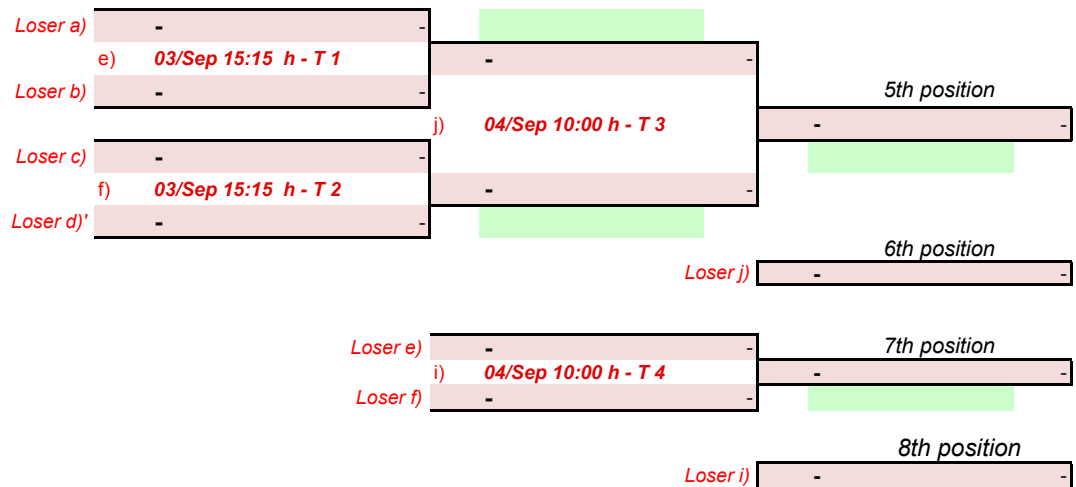 Loser a) - -
e) 03/Sep 15:15 h - T 1 - -
Loser b) - - 5th position
j) 04/Sep 10:00 h - T 3 - -
Loser c) - -
f) 03/Sep 15:15 h - T 2 - -
Loser d)' - -
6th position
Loser j) - -
Loser e) - - 7th position
i) 04/Sep 10:00 h - T 4 - -
Loser f) - -
8th position
Loser i) - -